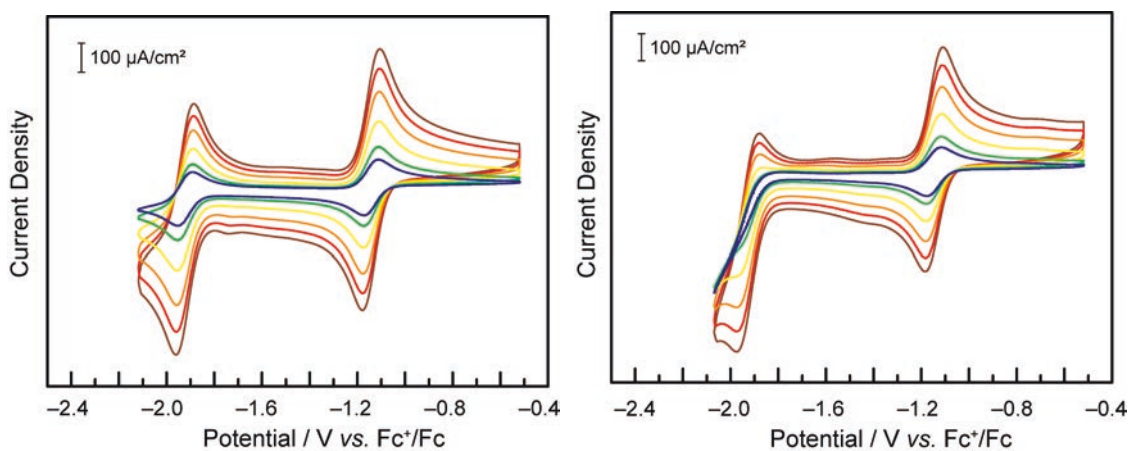 100 µA/cm²
Current Density
–2.4 –2.0 –1.6 –1.2 –0.8 –0.4
Potential / V vs. Fc⁺/Fc
100 µA/cm²
Current Density
–2.4 –2.0 –1.6 –1.2 –0.8 –0.4
Potential / V vs. Fc⁺/Fc